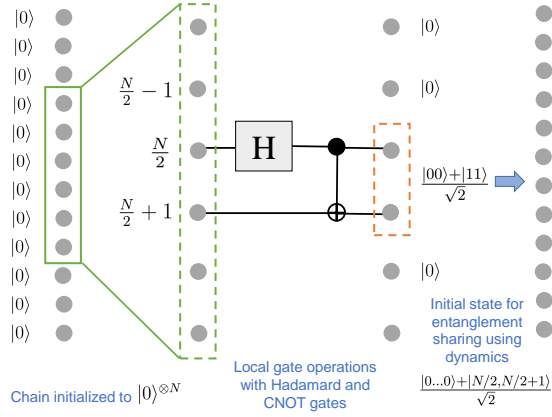 |0⟩
|0⟩
|0⟩
|0⟩
|0⟩
|0⟩
|0⟩
|0⟩
|0⟩
|0⟩
|0⟩
|0⟩
N/2 − 1
N/2
N/2 + 1
H
|0⟩
|0⟩
|00⟩+|11⟩/√2
|0⟩
Chain initialized to |0⟩⊗N
Local gate operations
with Hadamard and
CNOT gates
Initial state for
entanglement
sharing using
dynamics
|0...0⟩+|N/2,N/2+1⟩/√2